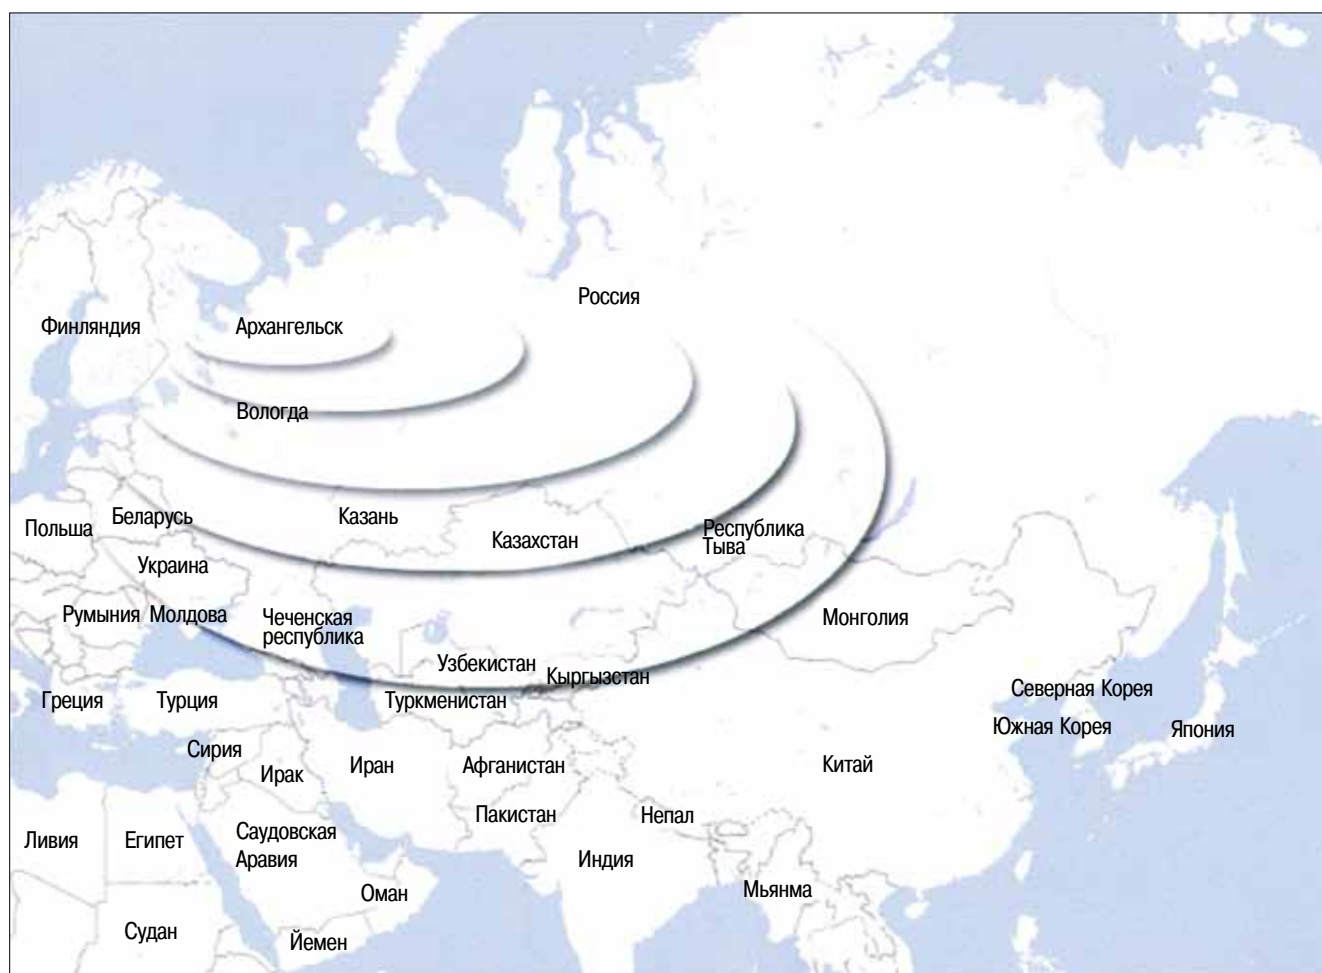 Россия
Финляндия
Архангельск
Вологда
Польша
Беларусь
Казань
Казахстан
Республика
Тыва
Украина
Румыния
Молдова
Чеченская
республика
Монголия
Узбекистан
Кыргызстан
Северная Корея
Греция
Турция
Туркменистан
Южная Корея
Япония
Сирия
Ирак
Иран
Афганистан
Китай
Пакистан
Непал
Ливия
Египет
Саудовская
Аравия
Индия
Оман
Мьянма
Судан
Йемен